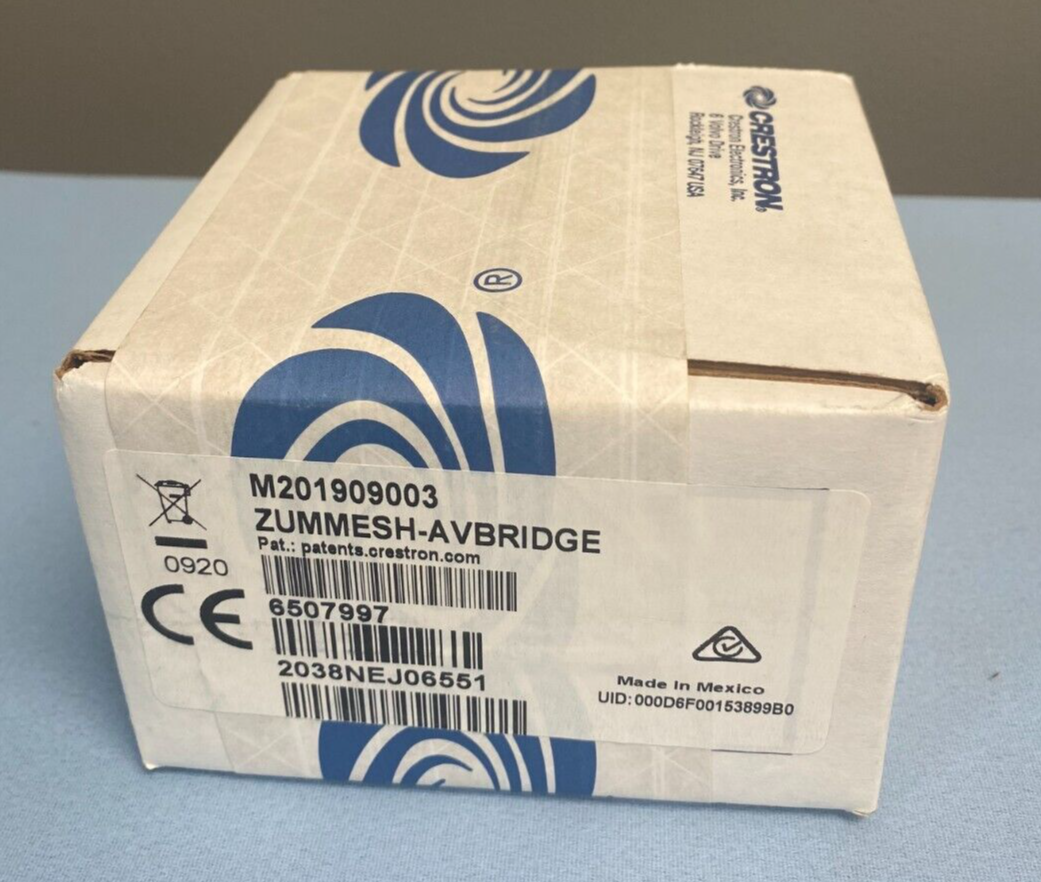 CRESTRON®
Crestron Electronics, Inc.
6 Volvo Drive
Rockleigh, NJ 07647 USA
®
M201909003
ZUMMESH-AVBRIDGE
Pat.: patents.crestron.com
0920
CE
6507997
2038NEJ06551
Made in Mexico
UID:000D6F00153899B0